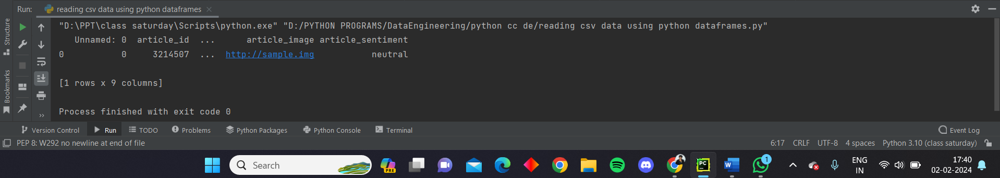 Run: reading csv data using python dataframes
"D:\PPT\class saturday\Scripts\python.exe" "D:/PYTHON PROGRAMS/DataEngineering/python cc de/reading csv data using python dataframes.py"
Unnamed: 0 article_id ... article_image article_sentiment
0 0 3214507 ... http://sample.img neutral
[1 rows x 9 columns]
Process finished with exit code 0
Structure
Bookmarks
Version Control Run TODO Problems Python Packages Python Console Terminal Event Log
PEP 8: W292 no newline at end of file 6:17 CRLF UTF-8 4 spaces Python 3.10 (class saturday)
Search PRE PC W 1 ENG 17:40
IN 02-02-2024